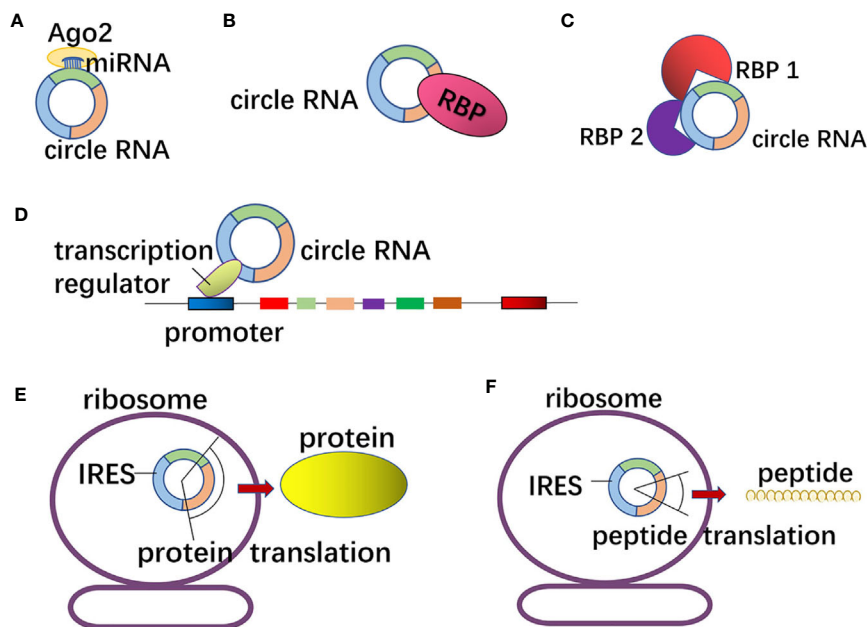 A
Ago2
miRNA
circle RNA
B
circle RNA
RBP
C
RBP 1
RBP 2
circle RNA
D
transcription
regulator
circle RNA
promoter
E
ribosome
IRES
protein translation
protein
F
ribosome
IRES
peptide translation
peptide